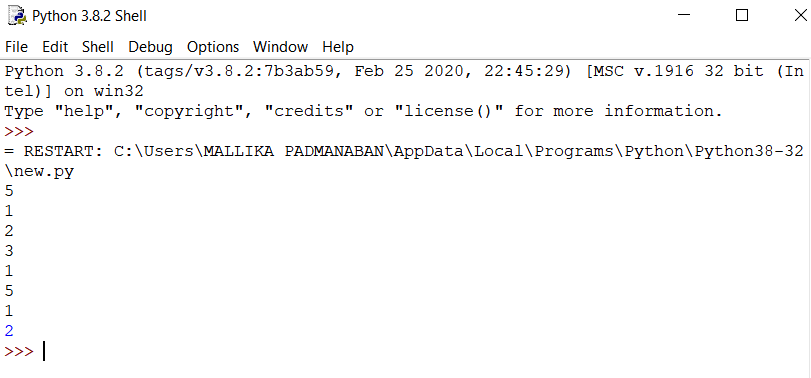 Python 3.8.2 Shell
File Edit Shell Debug Options Window Help
Python 3.8.2 (tags/v3.8.2:7b3ab59, Feb 25 2020, 22:45:29) [MSC v.1916 32 bit (In
tel)] on win32
Type "help", "copyright", "credits" or "license()" for more information.
>>>
= RESTART: C:\Users\MALLIKA PADMANABAN\AppData\Local\Programs\Python\Python38-32
\new.py
5
1
2
3
1
5
1
2
>>>